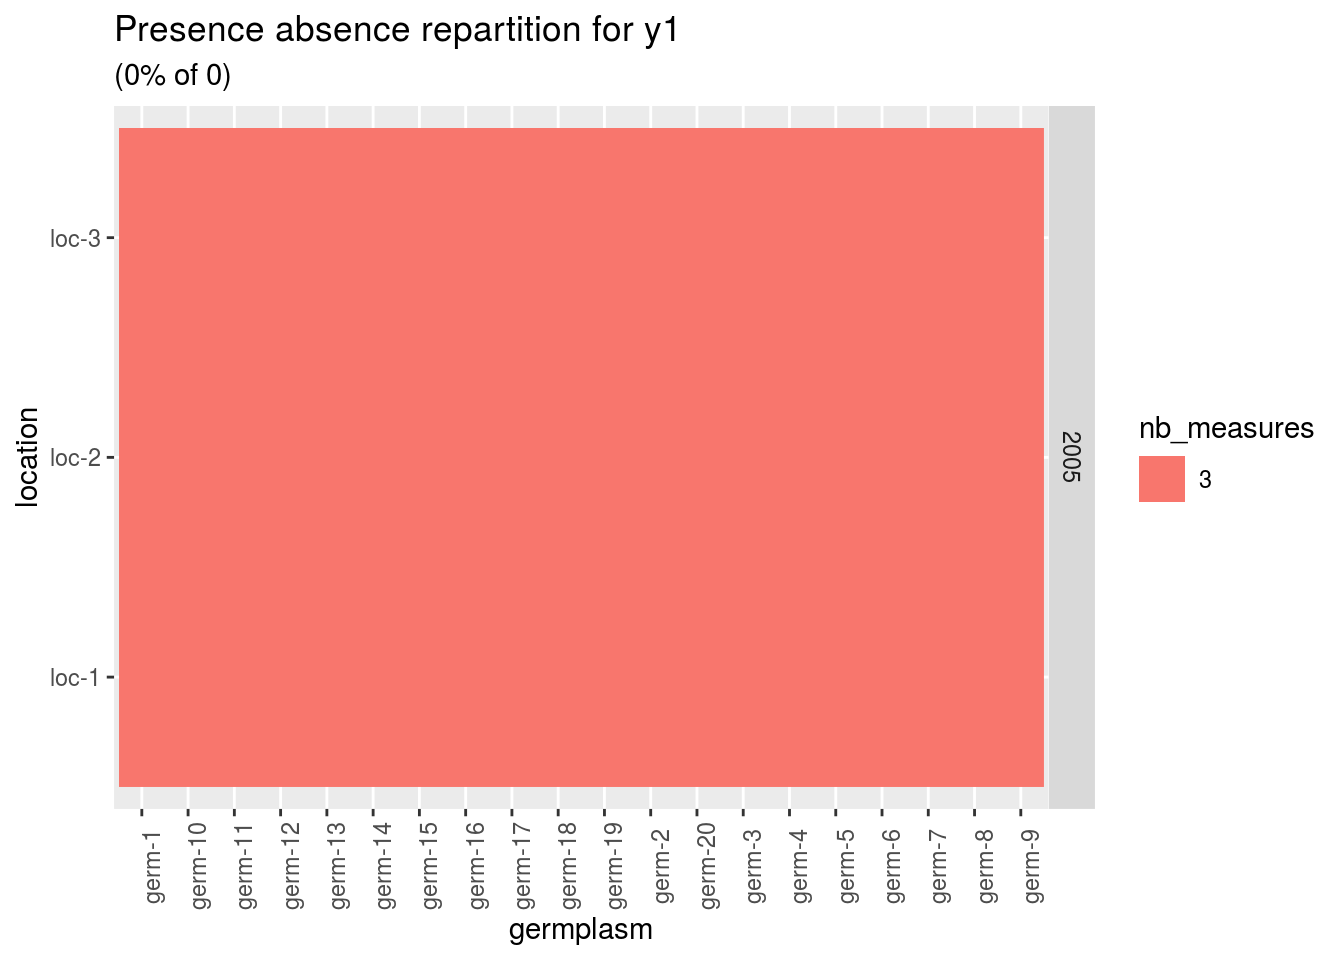 Presence absence repartition for y1
(0% of 0)
loc-3
loc-2
loc-1
location
2005
nb_measures
3
germ-1
germ-10
germ-11
germ-12
germ-13
germ-14
germ-15
germ-16
germ-17
germ-18
germ-19
germ-2
germ-20
germ-3
germ-4
germ-5
germ-6
germ-7
germ-8
germ-9
germplasm